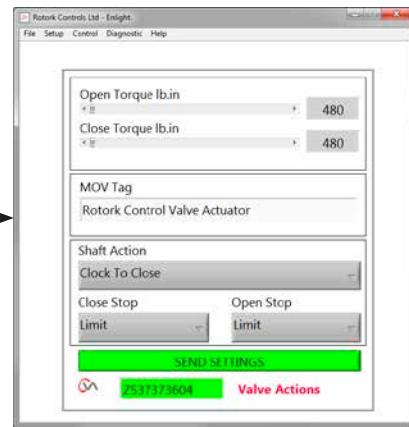 Rotork Controls Ltd - Enlight.
File Setup Control Diagnostic Help
Open Torque lb.in
480
Close Torque lb.in
480
MOV Tag
Rotork Control Valve Actuator
Shaft Action
Clock To Close
Close Stop Open Stop
Limit Limit
SEND SETTINGS
Z537373604 Valve Actions